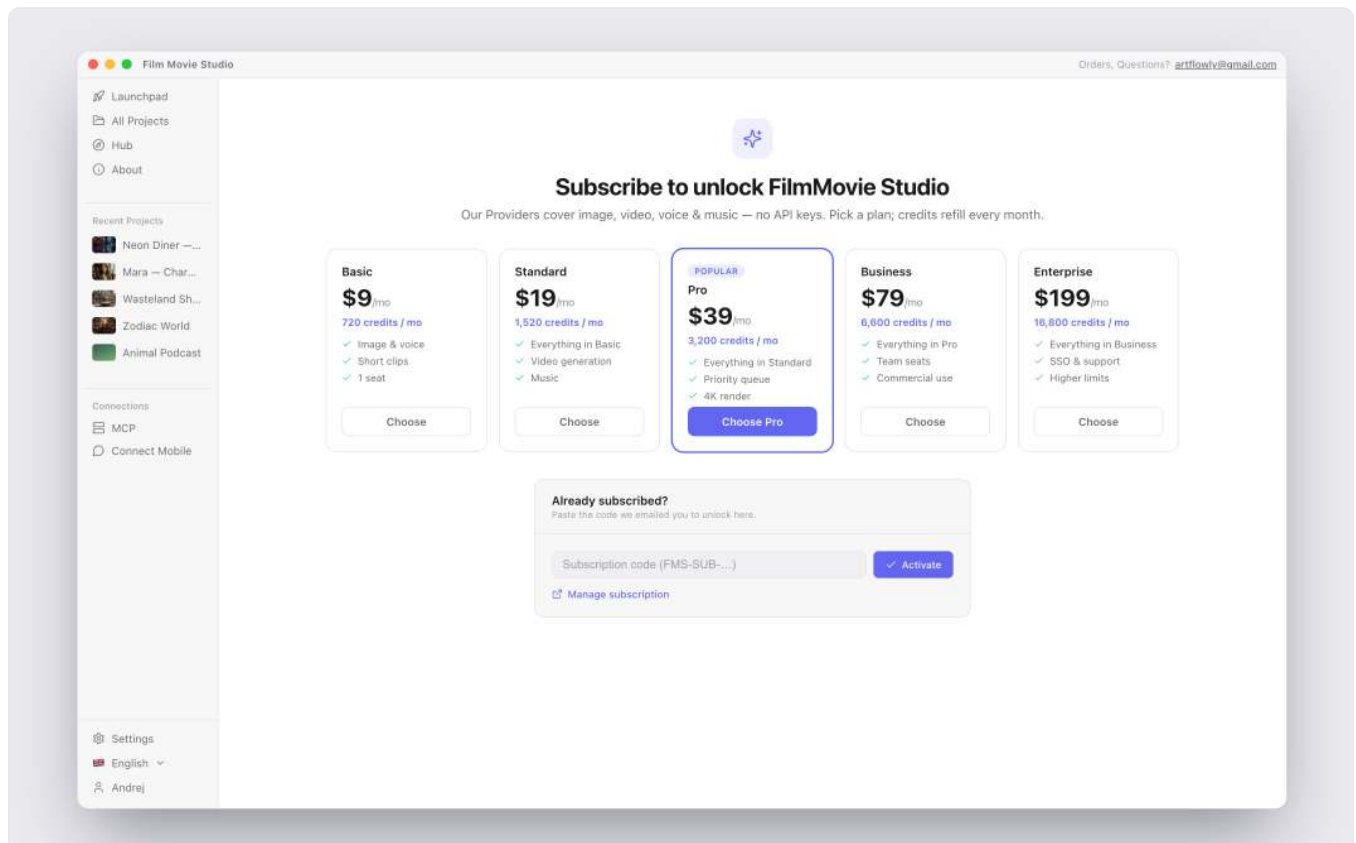 Film Movie Studio
Orders, Questions? artflowlv@gmail.com
Launchpad
All Projects
Hub
About
Recent Projects
Neon Diner —...
Mara — Char...
Wasteland Sh...
Zodiac World
Animal Podcast
Connections
MCP
Connect Mobile
Settings
English
Andrej
Subscribe to unlock FilmMovie Studio
Our Providers cover image, video, voice & music — no API keys. Pick a plan; credits refill every month.
Basic
$9/mo
720 credits / mo
Image & voice
Short clips
1 seat
Choose
Standard
$19/mo
1,520 credits / mo
Everything in Basic
Video generation
Music
Choose
POPULAR
Pro
$39/mo
3,200 credits / mo
Everything in Standard
Priority queue
4K render
Choose Pro
Business
$79/mo
6,600 credits / mo
Everything in Pro
Team seats
Commercial use
Choose
Enterprise
$199/mo
16,800 credits / mo
Everything in Business
SSO & support
Higher limits
Choose
Already subscribed?
Paste the code we emailed you to unlock here.
Subscription code (FMS-SUB-...)
Activate
Manage subscription